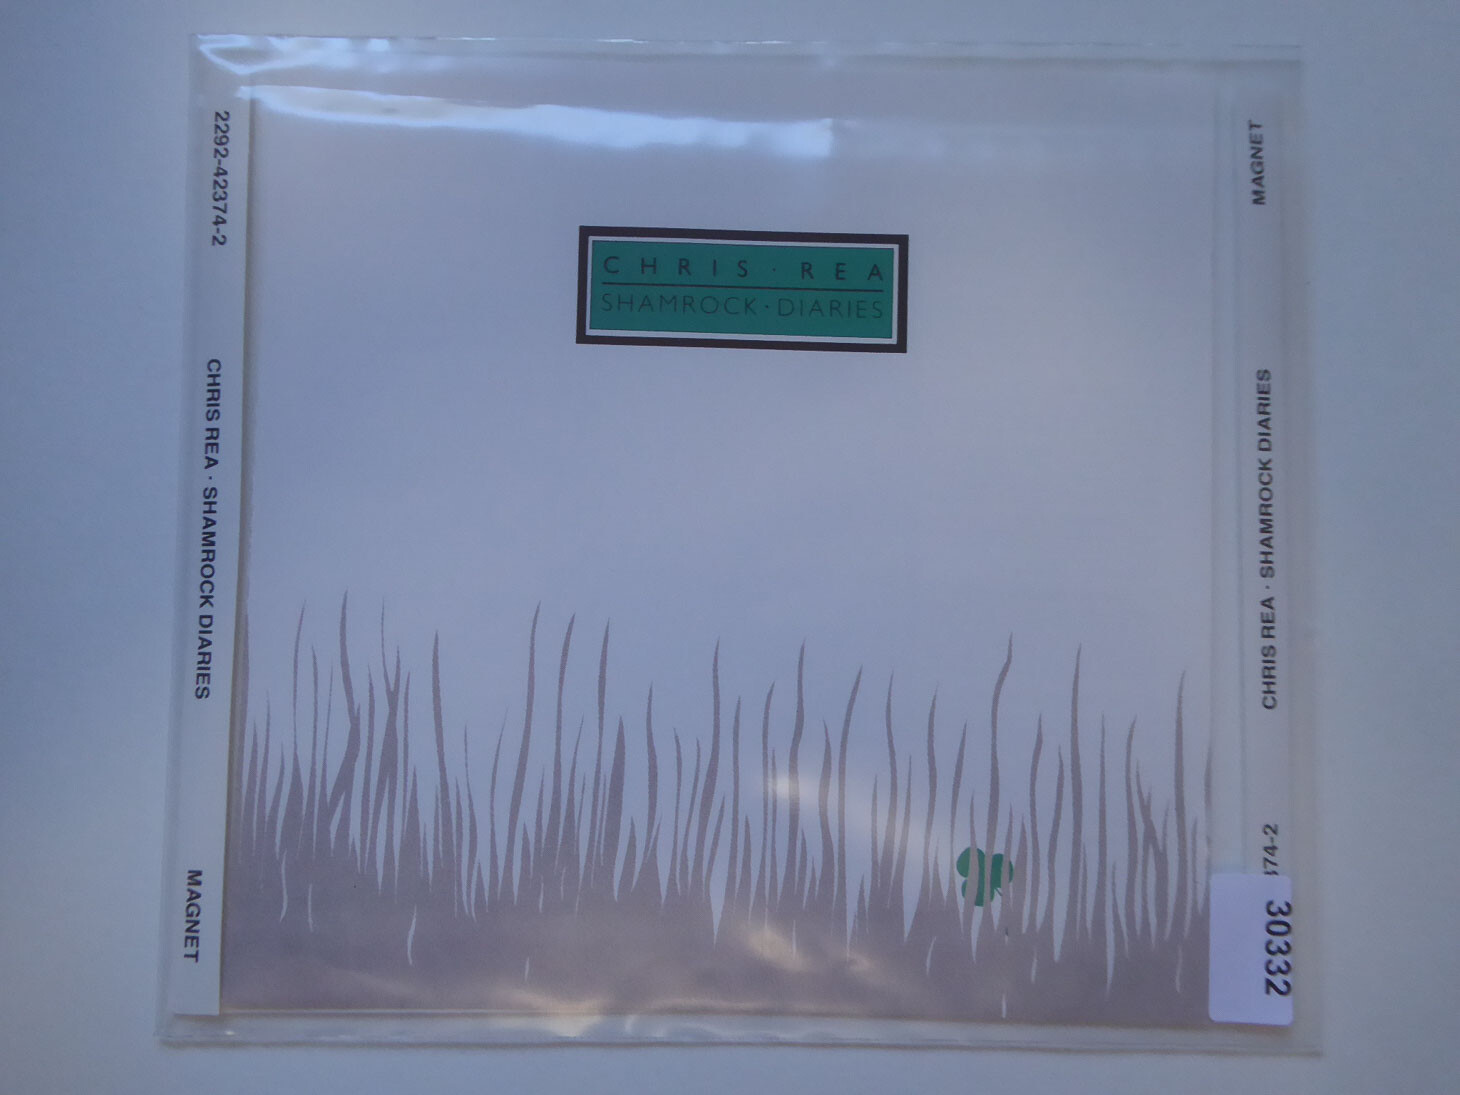 2292-42374-2
CHRIS REA · SHAMROCK DIARIES
MAGNET
CHRIS · REA
SHAMROCK · DIARIES
MAGNET
CHRIS REA · SHAMROCK DIARIES
74-2
30332